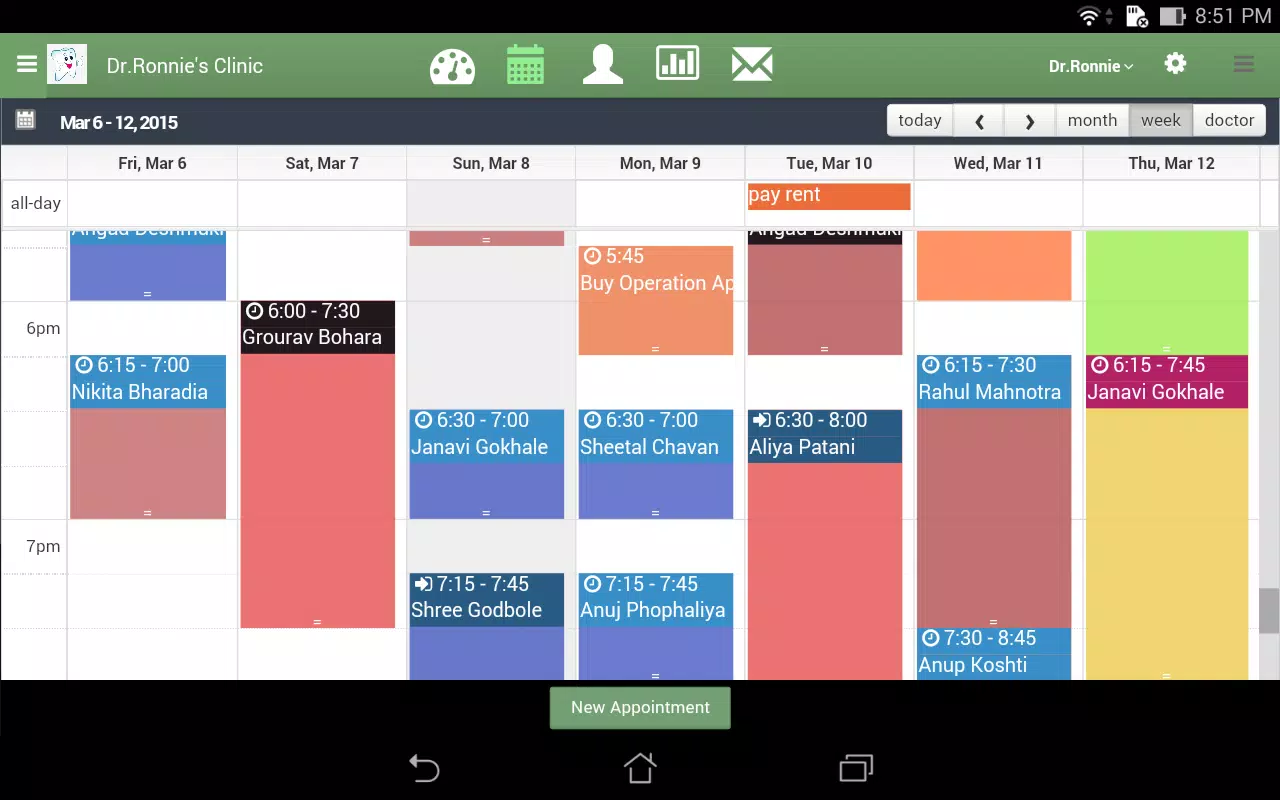 8:51 PM
Dr.Ronnie's Clinic
Dr.Ronnie
Mar 6 - 12, 2015
today
month
week
doctor
Fri, Mar 6
Sat, Mar 7
Sun, Mar 8
Mon, Mar 9
Tue, Mar 10
Wed, Mar 11
Thu, Mar 12
all-day
pay rent
Angad Deshmukh
Angad Deshmukh
5:45
Buy Operation Ap
6pm
6:00 - 7:30
Grourav Bohara
6:15 - 7:00
Nikita Bharadia
6:15 - 7:30
Rahul Mahnotra
6:15 - 7:45
Janavi Gokhale
6:30 - 7:00
Janavi Gokhale
6:30 - 7:00
Sheetal Chavan
6:30 - 8:00
Aliya Patani
7pm
7:15 - 7:45
Shree Godbole
7:15 - 7:45
Anuj Phophaliya
7:30 - 8:45
Anup Koshti
New Appointment